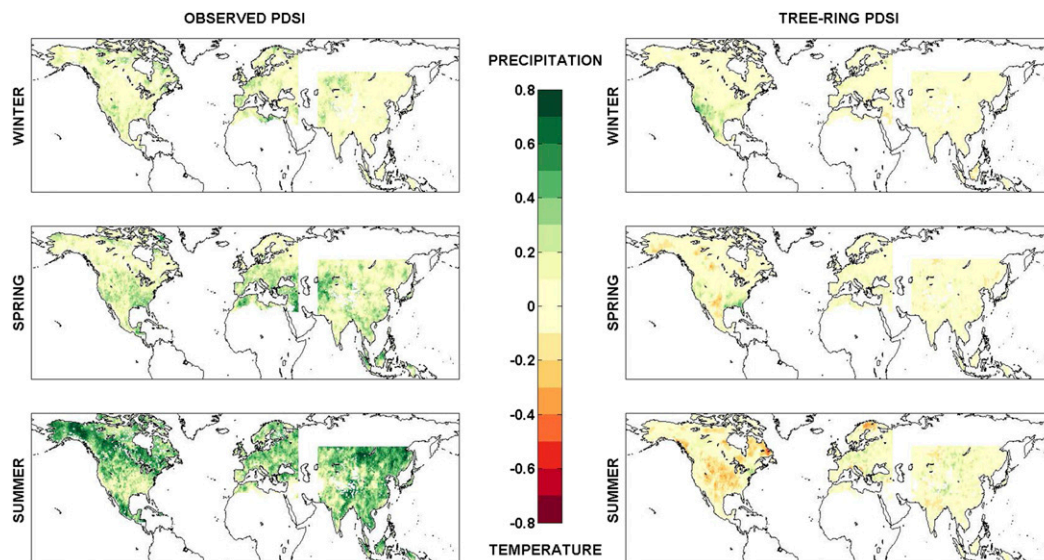 OBSERVED PDSI
TREE-RING PDSI
WINTER
SPRING
SUMMER
PRECIPITATION
0.8
0.6
0.4
0.2
0
-0.2
-0.4
-0.6
-0.8
TEMPERATURE
WINTER
SPRING
SUMMER